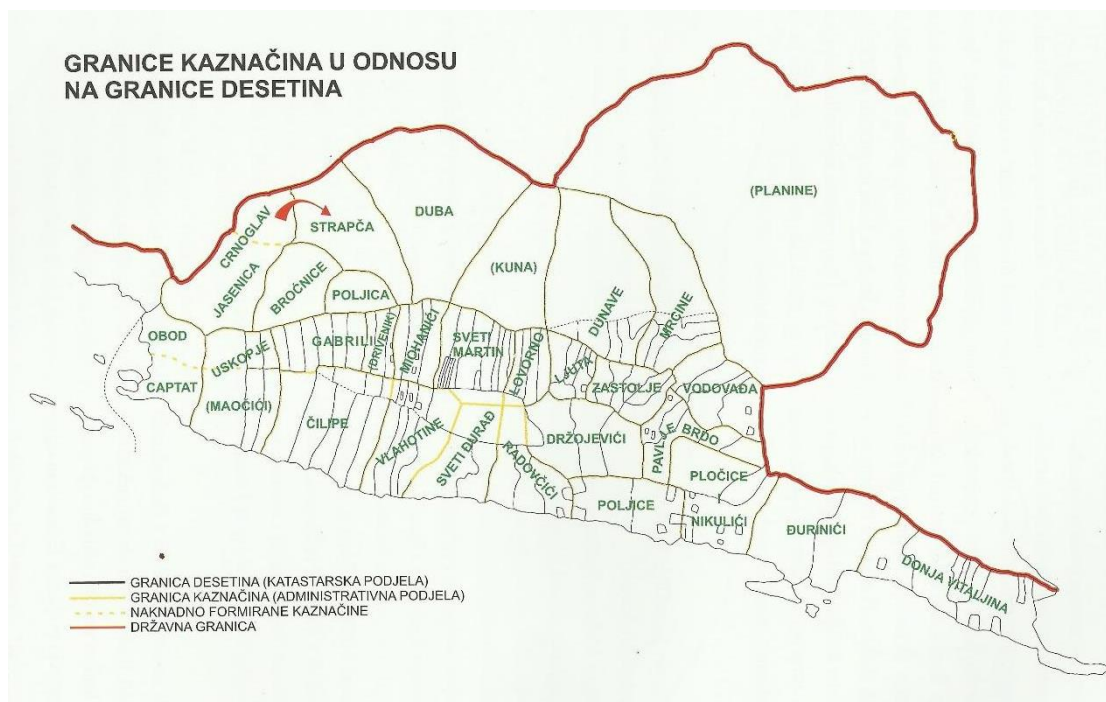 GRANICE KAZNAČINA U ODNOSU
NA GRANICE DESETINA
(PLANINE)
CRNOGLAV
STRAPČA
DUBA
JASENICA
BROĆNICE
POLJICA
(KUNA)
DUNAVE
MRCINE
OBOD
USKOPJE
GABRILI
(DRIVENIK)
MIHANIĆI
SVETI
MARTIN
LOVORNO
LJUTA
ZASTOLJE
VODOVAĐA
CAPTAT
(MAOČIĆI)
ČILIPE
VLAHOTINE
SVETI ĐURAĐ
RADOVČIĆI
DRŽOJEVIĆI
PAVLJE BRDO
PLOČICE
POLJICE
NIKULIĆI
ĐURINIĆI
DONJA VITALJINA
GRANICA DESETINA (KATASTARSKA PODJELA)
GRANICA KAZNAČINA (ADMINISTRATIVNA PODJELA)
NAKNADNO FORMIRANE KAZNAČINE
DRŽAVNA GRANICA